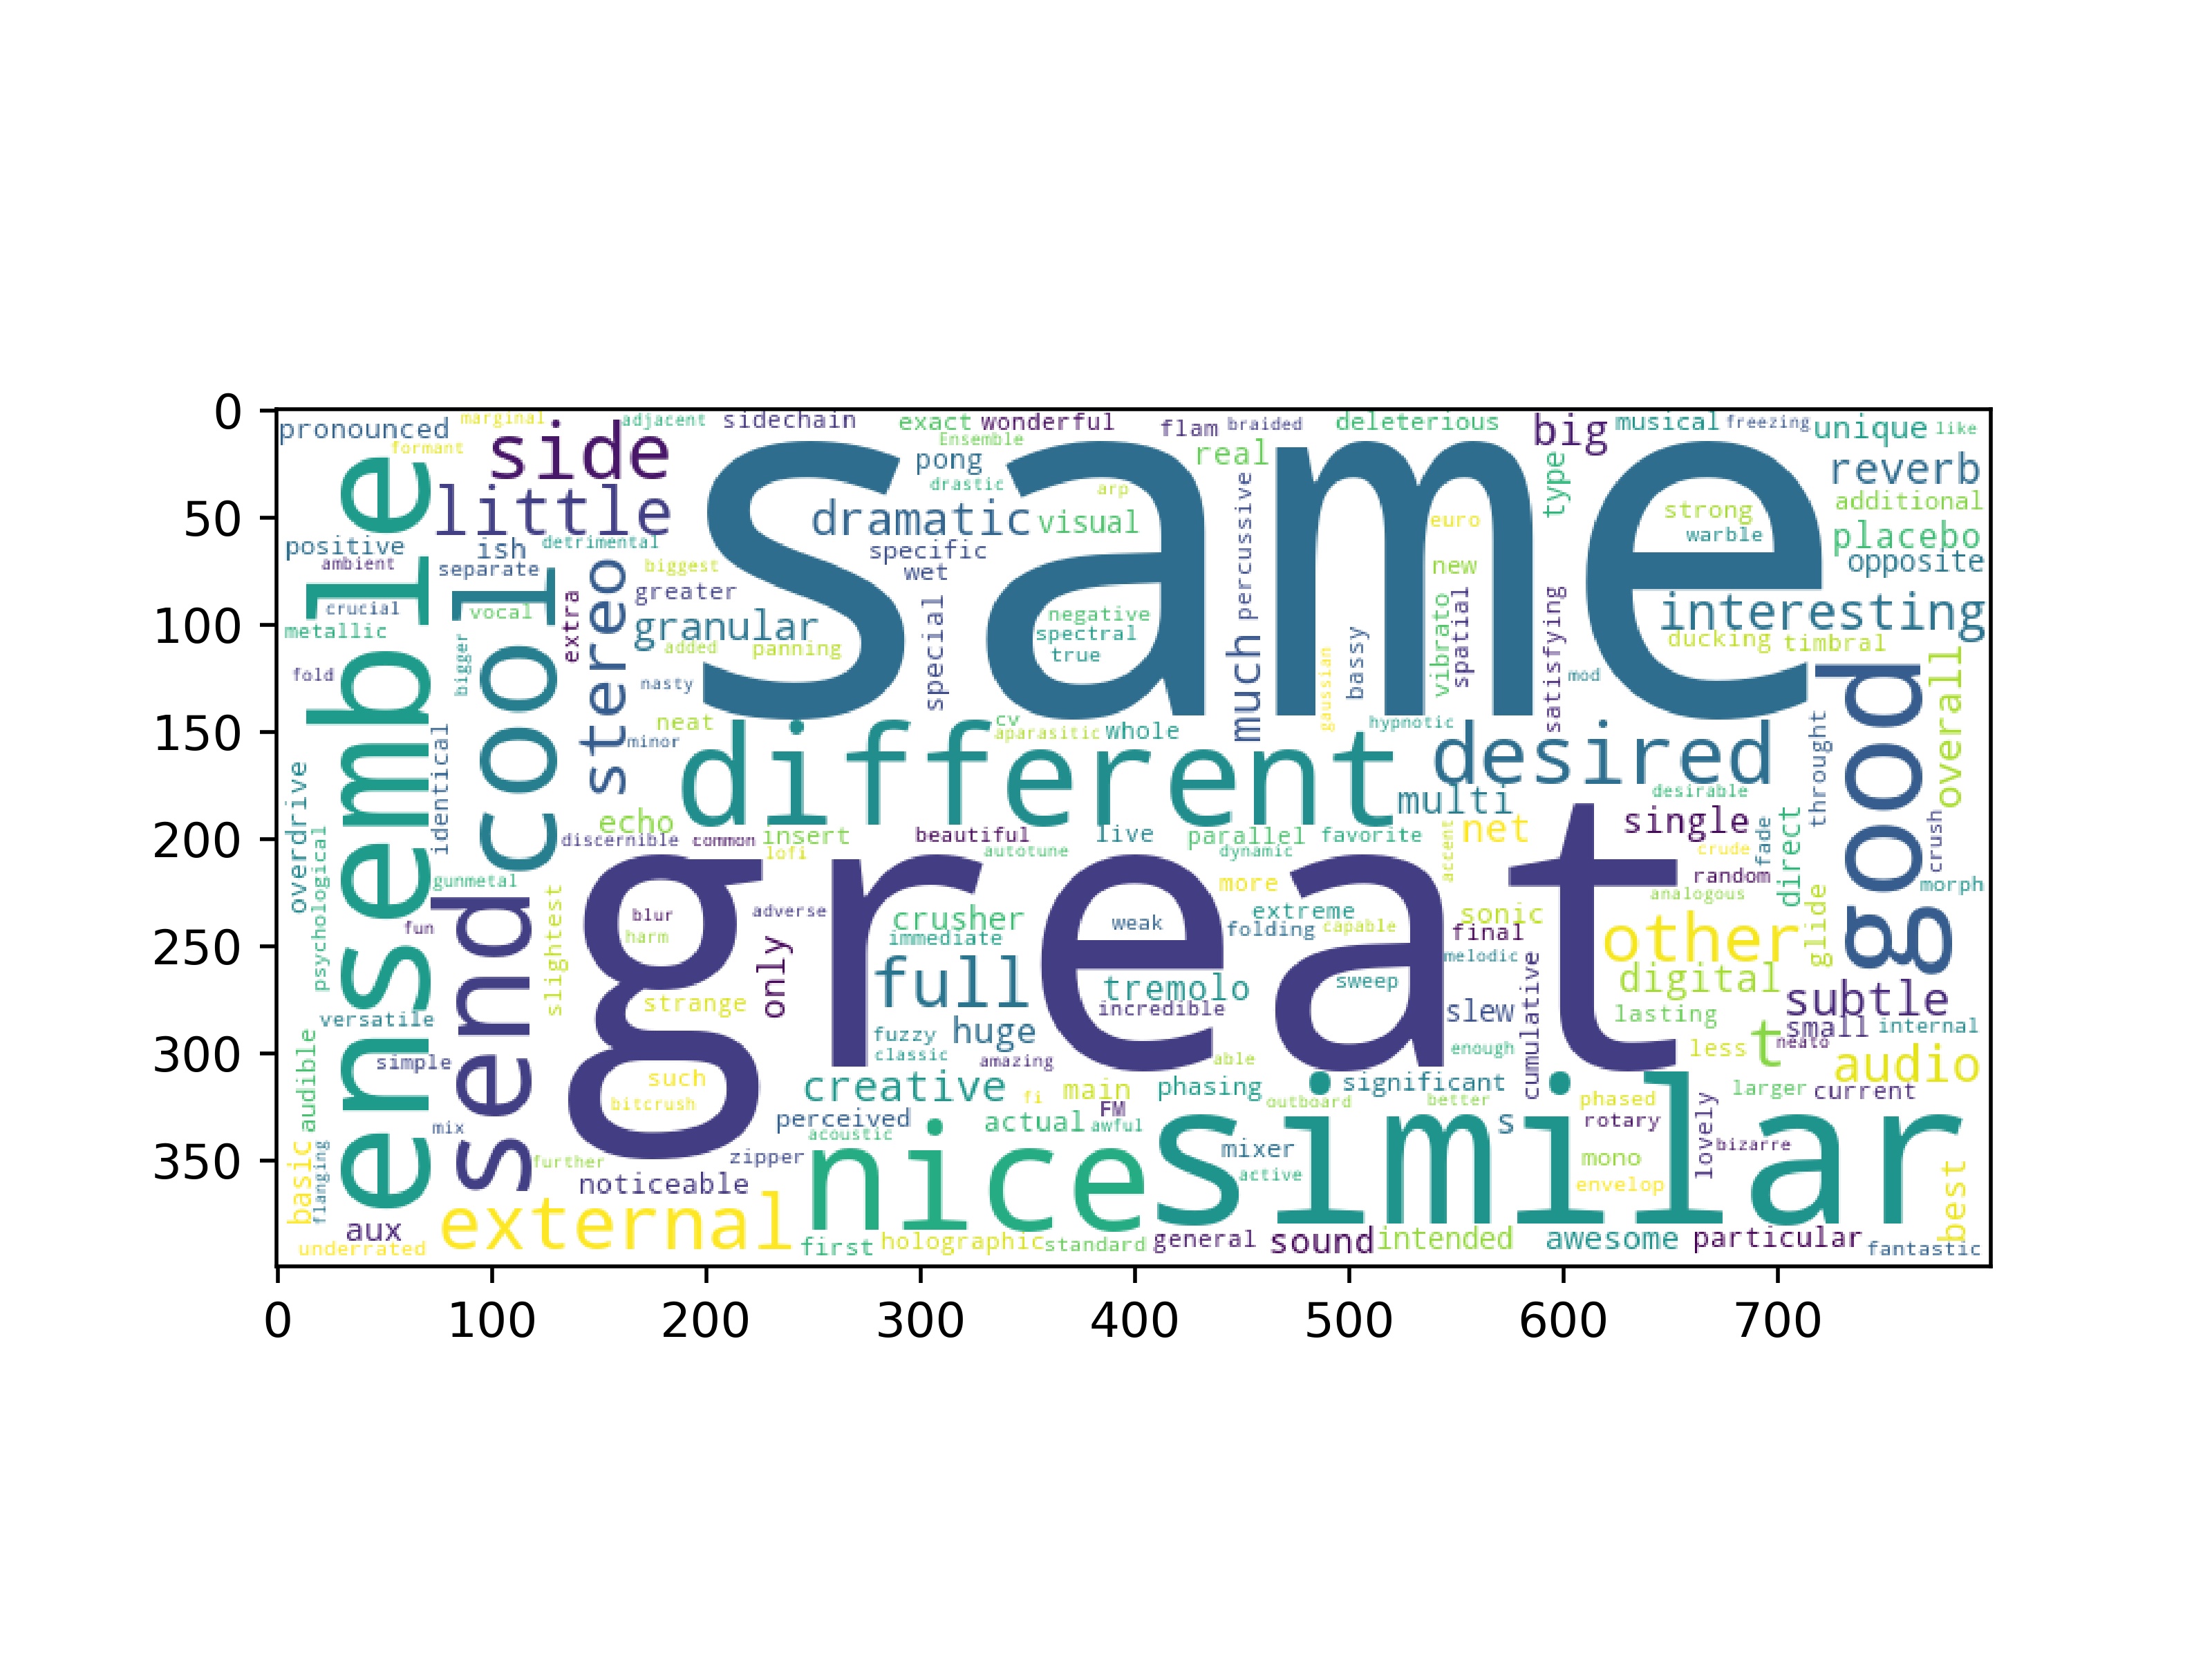 0
50
100
150
200
250
300
350
pronounced marginal adjacent sidechain exact wonderful flam braided deleterious big musical freezing unique like
formant side Ensemble pong real type reverb
little same drastic arp additional
dramatic visual euro strong placebo
positive ish detrimental specific percussive warble opposite
ambient separate biggest wet new
ensemble crucial vocal extra stereo greater special negative vibrato spatial satisfying interesting
metallic bigger granular spectral bassy ducking timbral
added panning true much gaussian
fold cool nasty mod good overall
neat cv hypnotic
minor aparasitic whole throught
identical different desired
overdrive desirable
echo multi
discernible common insert beautiful live parallel favorite net single crush
psychological lofi autotune dynamic accent crude fade direct
gunmetal great random morph
send slightest more analogous
fun blur adverse crusher weak extreme sonic other glide
harm immediate folding capable final
only melodic
full tremolo sweep cumulative digital
strange incredible slew lasting subtle
versatile fuzzy huge t small internal
audible simple classic amazing able enough less neato audio
such creative fi main phasing significant larger current
bitcrush FM outboard better phased
mix perceived actual awful s rotary lovely
acoustic mixer bizarre
basic flanging further zipper nice similar mono best
noticeable active envelop
aux external
underrated first holographic standard general sound intended awesome particular fantastic
0 100 200 300 400 500 600 700